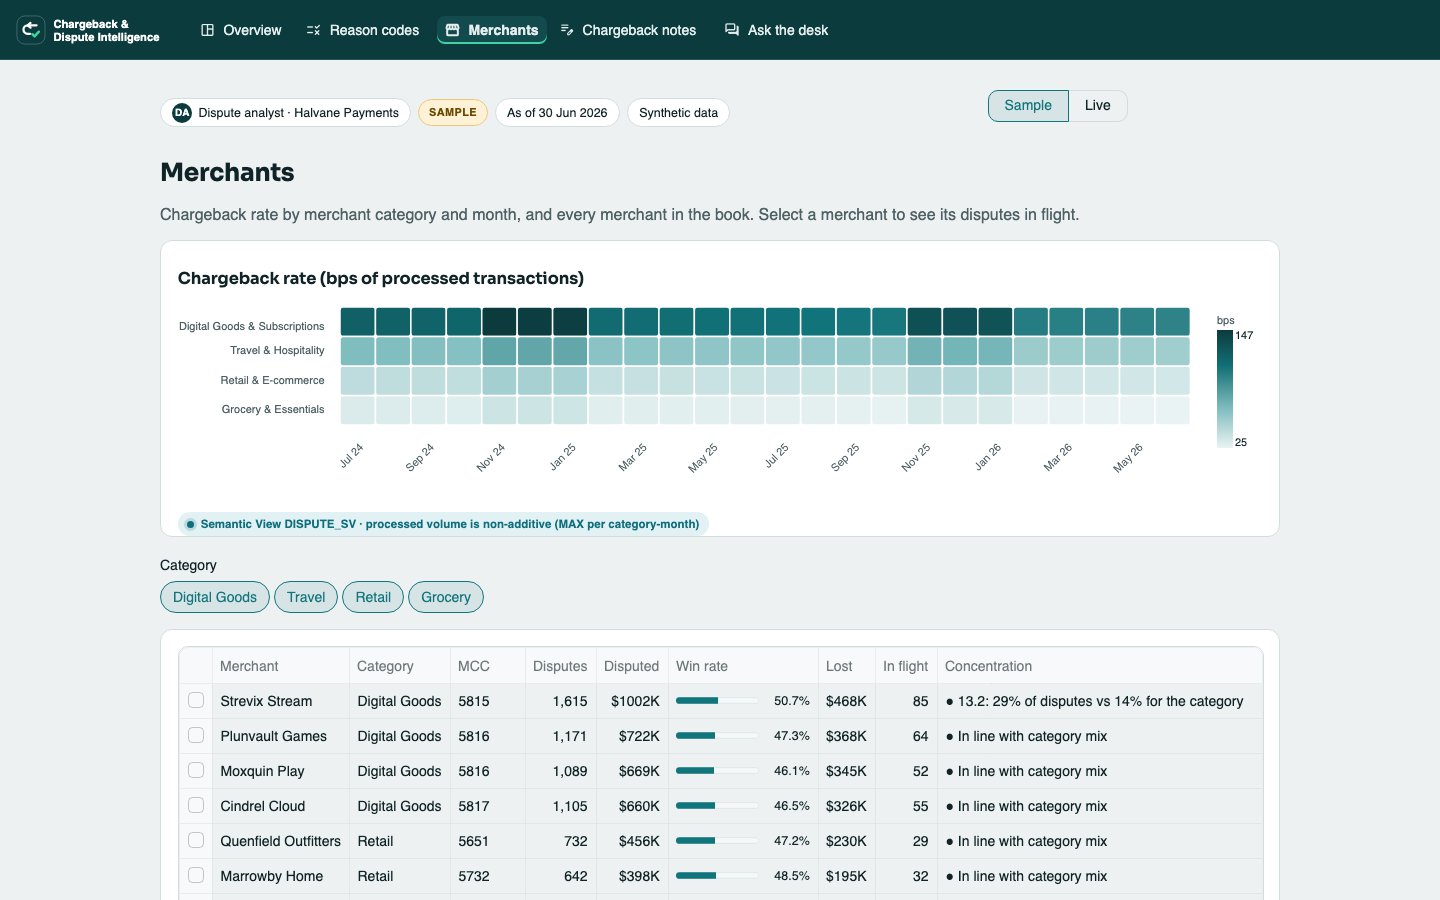 Chargeback &
Dispute Intelligence
Overview
Reason codes
Merchants
Chargeback notes
Ask the desk
DA Dispute analyst · Halvane Payments
SAMPLE
As of 30 Jun 2026
Synthetic data
Sample
Live
Merchants
Chargeback rate by merchant category and month, and every merchant in the book. Select a merchant to see its disputes in flight.
Chargeback rate (bps of processed transactions)
Digital Goods & Subscriptions
Travel & Hospitality
Retail & E-commerce
Grocery & Essentials
Jul 24 Sep 24 Nov 24 Jan 25 Mar 25 May 25 Jul 25 Sep 25 Nov 25 Jan 26 Mar 26 May 26
bps
147
25
Semantic View DISPUTE_SV · processed volume is non-additive (MAX per category-month)
Category
Digital Goods Travel Retail Grocery
Merchant Category MCC Disputes Disputed Win rate Lost In flight Concentration
Strevix Stream Digital Goods 5815 1,615 $1002K 50.7% $468K 85 ● 13.2: 29% of disputes vs 14% for the category
Plunvault Games Digital Goods 5816 1,171 $722K 47.3% $368K 64 ● In line with category mix
Moxquin Play Digital Goods 5816 1,089 $669K 46.1% $345K 52 ● In line with category mix
Cindrel Cloud Digital Goods 5817 1,105 $660K 46.5% $326K 55 ● In line with category mix
Quenfield Outfitters Retail 5651 732 $456K 47.2% $230K 29 ● In line with category mix
Marrowby Home Retail 5732 642 $398K 48.5% $195K 32 ● In line with category mix